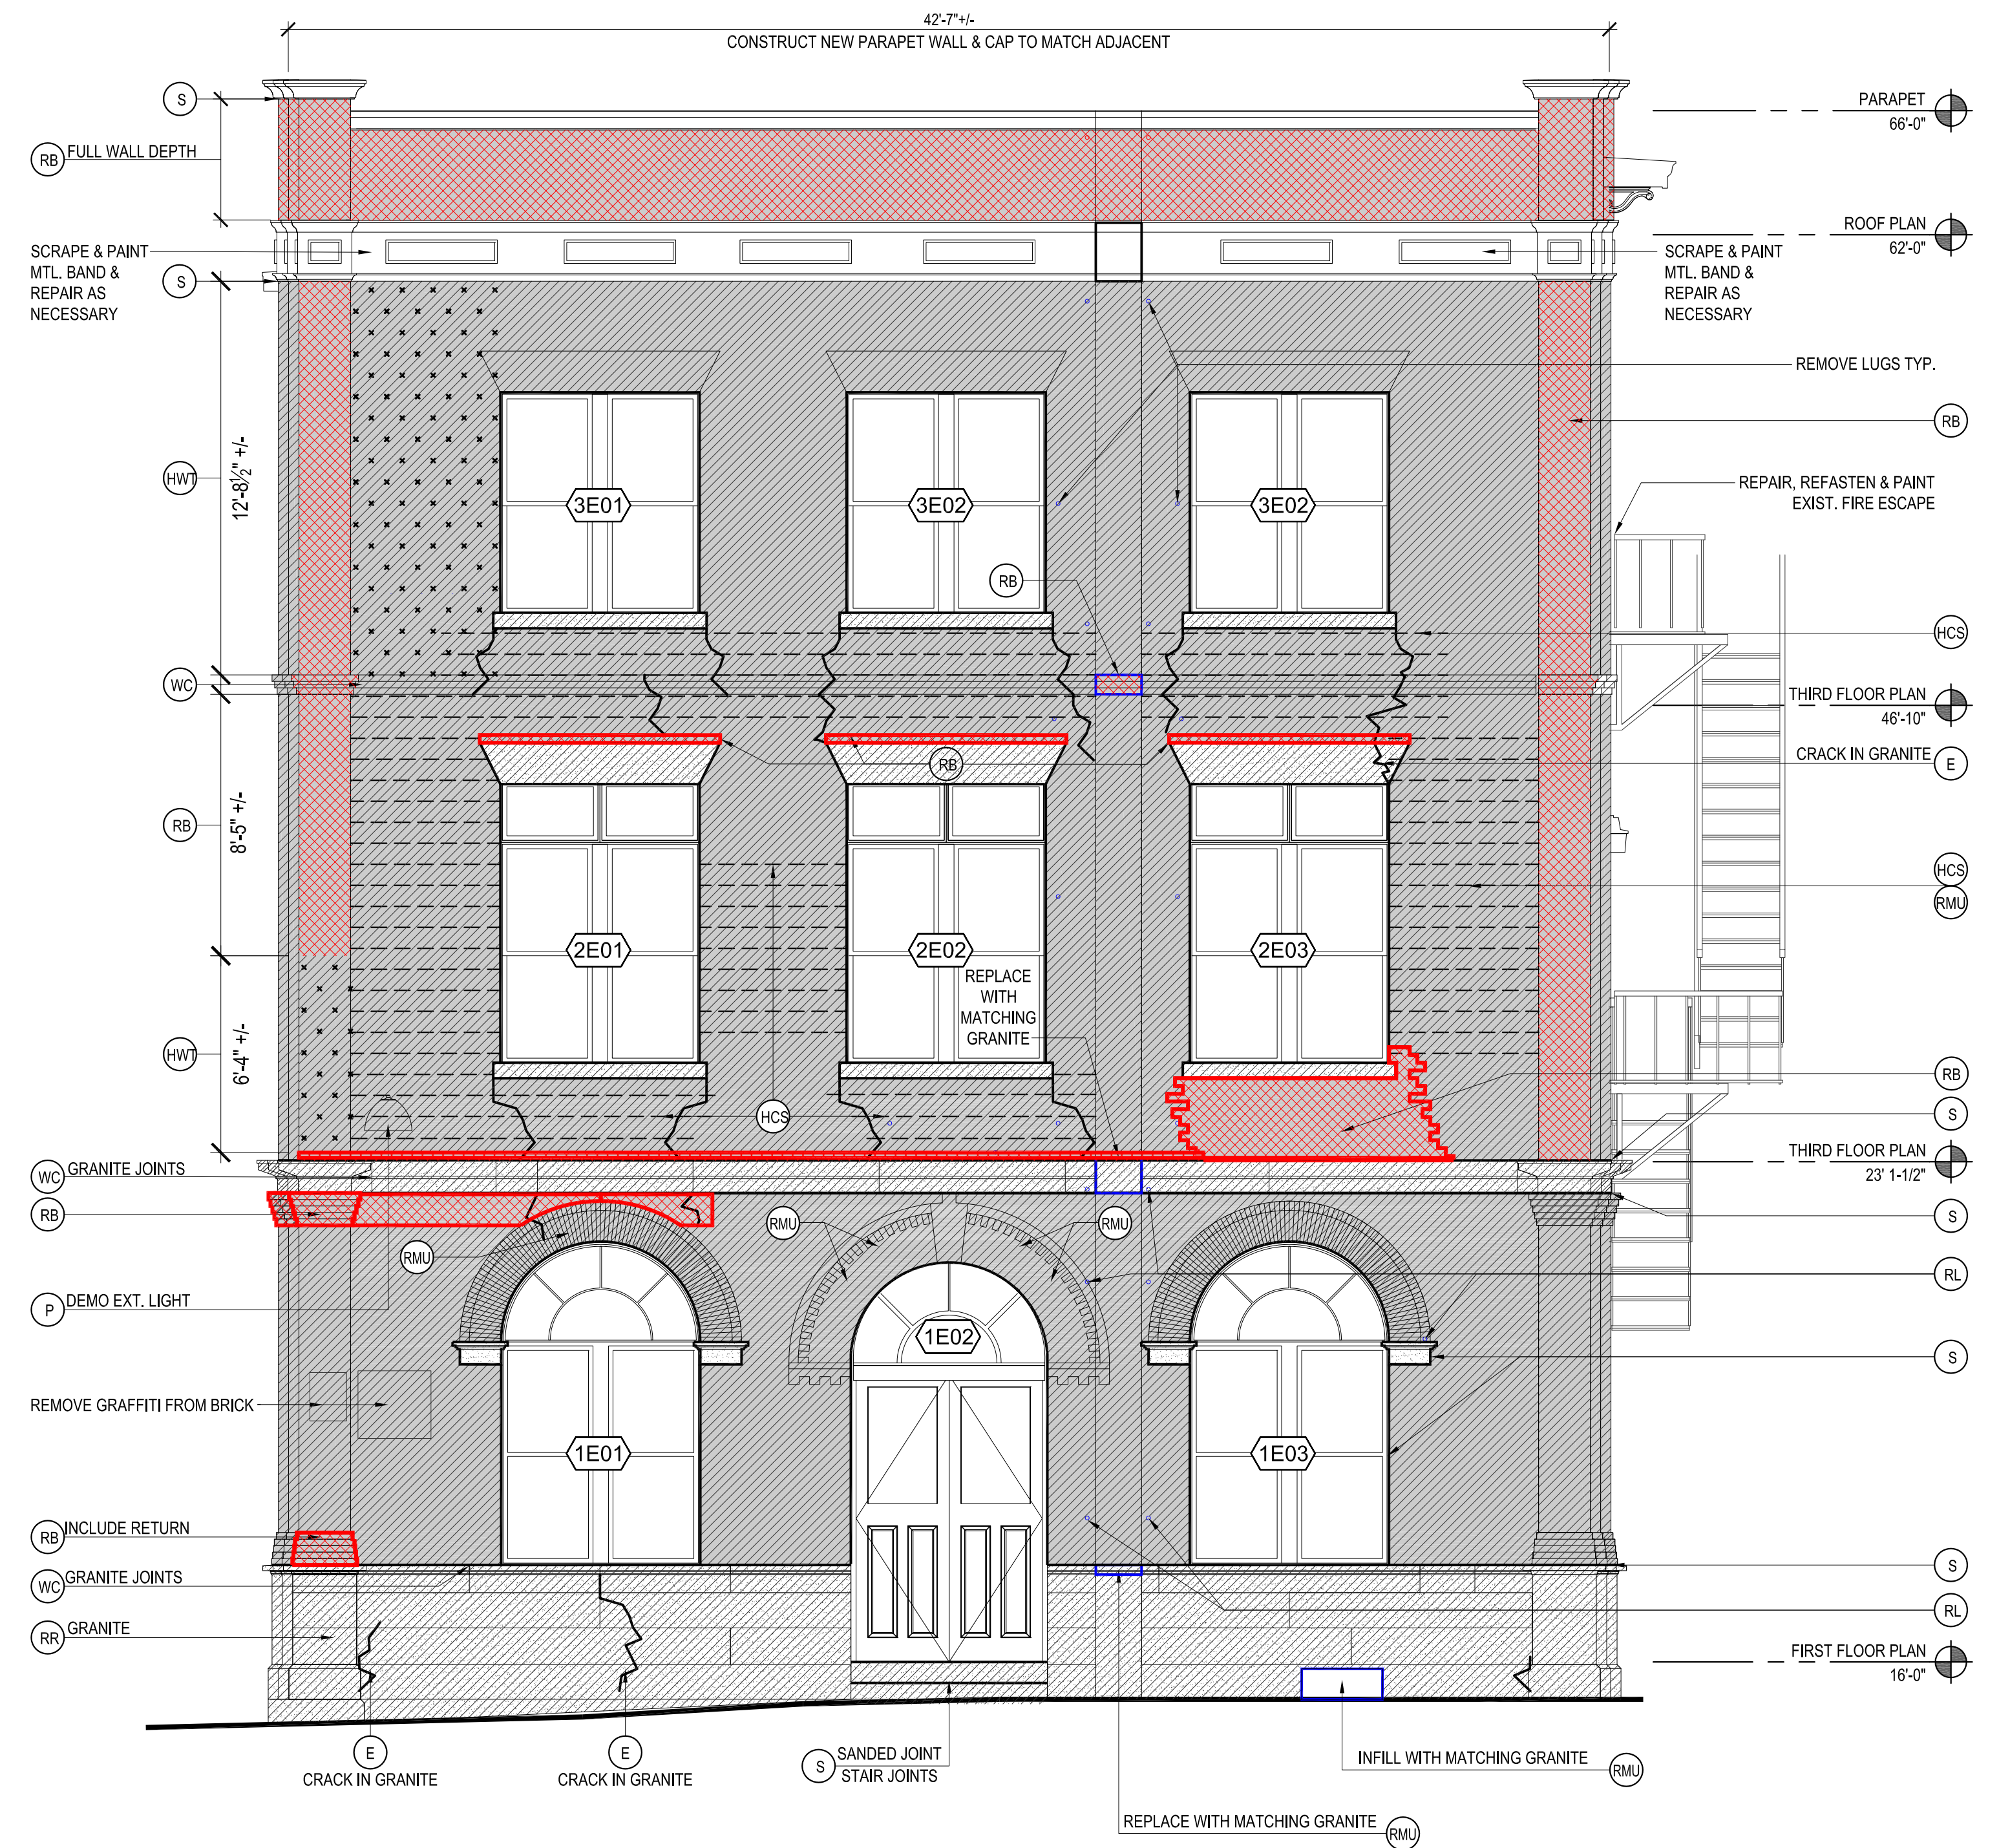 42'-7"+/-
CONSTRUCT NEW PARAPET WALL & CAP TO MATCH ADJACENT
S
PARAPET
66'-0"
RB FULL WALL DEPTH
ROOF PLAN
62'-0"
SCRAPE & PAINT
MTL. BAND &
REPAIR AS
NECESSARY
S
SCRAPE & PAINT
MTL. BAND &
REPAIR AS
NECESSARY
REMOVE LUGS TYP.
RB
HWT
12'-8½" +/-
3E01
3E02
3E02
REPAIR, REFASTEN & PAINT
EXIST. FIRE ESCAPE
RB
HCS
WC
THIRD FLOOR PLAN
46'-10"
RB
CRACK IN GRANITE E
RB
8'-5" +/-
HCS
RMU
2E01
2E02
2E03
REPLACE
WITH
MATCHING
GRANITE
HWT
6'-4" +/-
RB
HCS
S
WC GRANITE JOINTS
THIRD FLOOR PLAN
23' 1-1/2"
RB
RMU
RMU
S
RMU
RL
P DEMO EXT. LIGHT
1E02
S
REMOVE GRAFFITI FROM BRICK
1E01
1E03
RB INCLUDE RETURN
S
WC GRANITE JOINTS
RL
RR GRANITE
FIRST FLOOR PLAN
16'-0"
E
CRACK IN GRANITE
E
CRACK IN GRANITE
S SANDED JOINT
STAIR JOINTS
INFILL WITH MATCHING GRANITE
RMU
REPLACE WITH MATCHING GRANITE
RMU